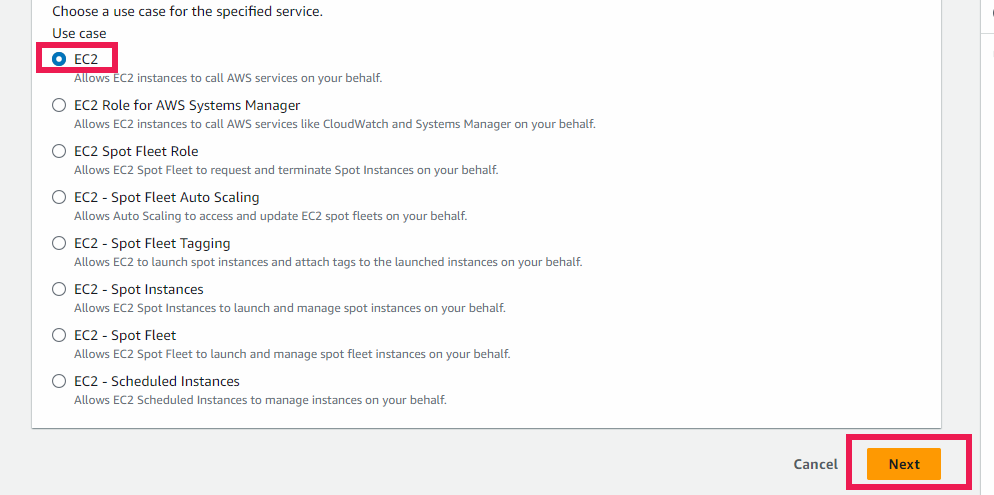 Choose a use case for the specified service.
Use case
EC2
Allows EC2 instances to call AWS services on your behalf.
EC2 Role for AWS Systems Manager
Allows EC2 instances to call AWS services like CloudWatch and Systems Manager on your behalf.
EC2 Spot Fleet Role
Allows EC2 Spot Fleet to request and terminate Spot Instances on your behalf.
EC2 - Spot Fleet Auto Scaling
Allows Auto Scaling to access and update EC2 spot fleets on your behalf.
EC2 - Spot Fleet Tagging
Allows EC2 to launch spot instances and attach tags to the launched instances on your behalf.
EC2 - Spot Instances
Allows EC2 Spot Instances to launch and manage spot instances on your behalf.
EC2 - Spot Fleet
Allows EC2 Spot Fleet to launch and manage spot fleet instances on your behalf.
EC2 - Scheduled Instances
Allows EC2 Scheduled Instances to manage instances on your behalf.
Cancel Next